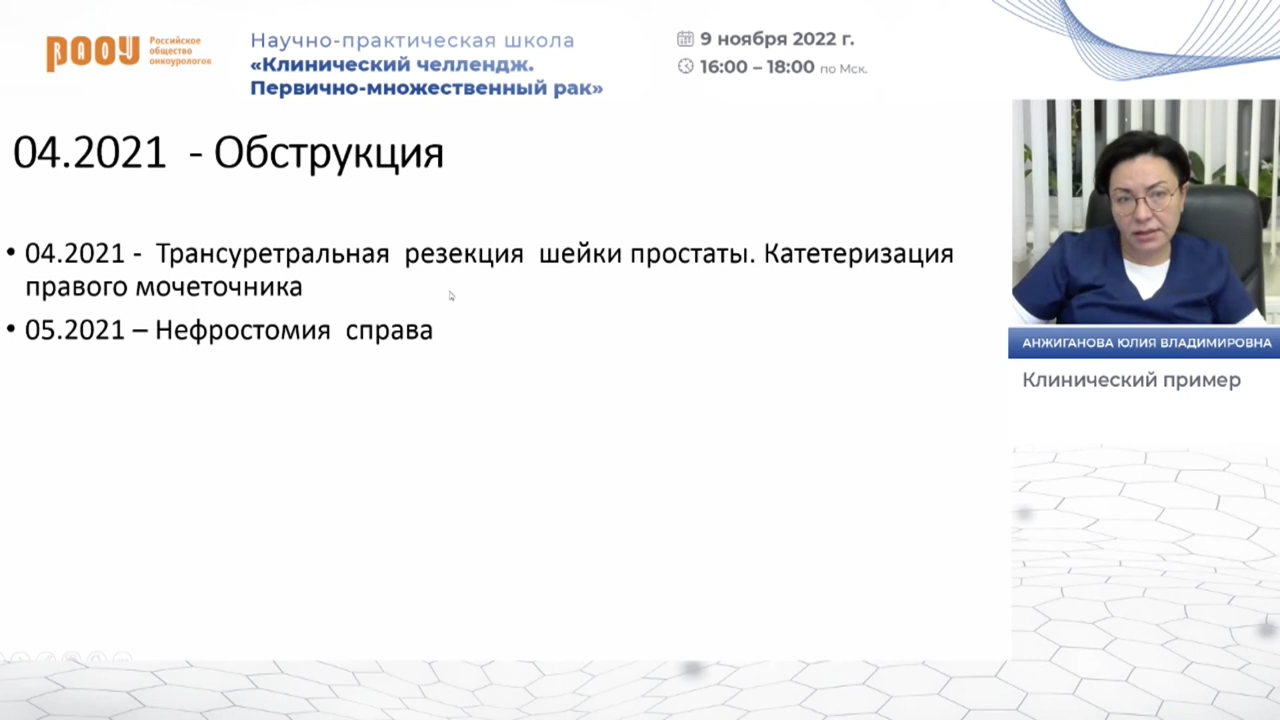 РАОУ
Российское
общество
онкоурологов
Научно-практическая школа
«Клинический челлендж.
Первично-множественный рак»
9 ноября 2022 г.
16:00 – 18:00 по Мск.
04.2021 - Обструкция
• 04.2021 - Трансуретральная резекция шейки простаты. Катетеризация
правого мочеточника
• 05.2021 – Нефростомия справа
АНЖИГАНОВА ЮЛИЯ ВЛАДИМИРОВНА
Клинический пример